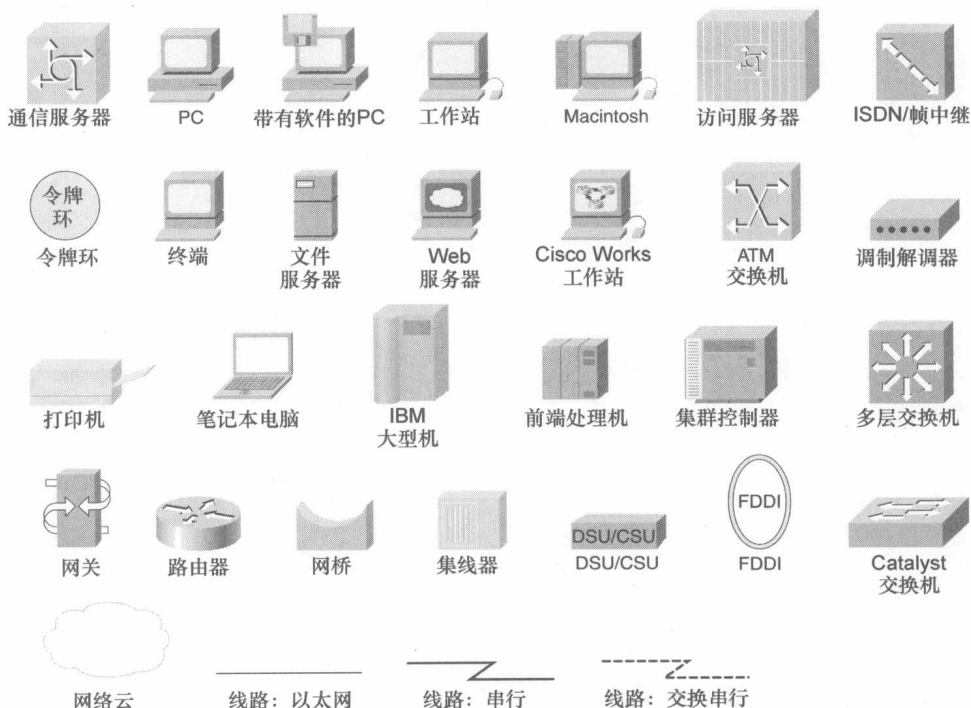 通信服务器 PC 带有软件的PC 工作站 Macintosh 访问服务器 ISDN/帧中继
令牌
环
令牌环 终端 文件 Web Cisco Works ATM 调制解调器
服务器 服务器 工作站 交换机
打印机 笔记本电脑 IBM 前端处理机 集群控制器 多层交换机
大型机
FDDI
DSU/CSU
网关 路由器 网桥 集线器 DSU/CSU FDDI Catalyst
交换机
网络云 线路：以太网 线路：串行 线路：交换串行